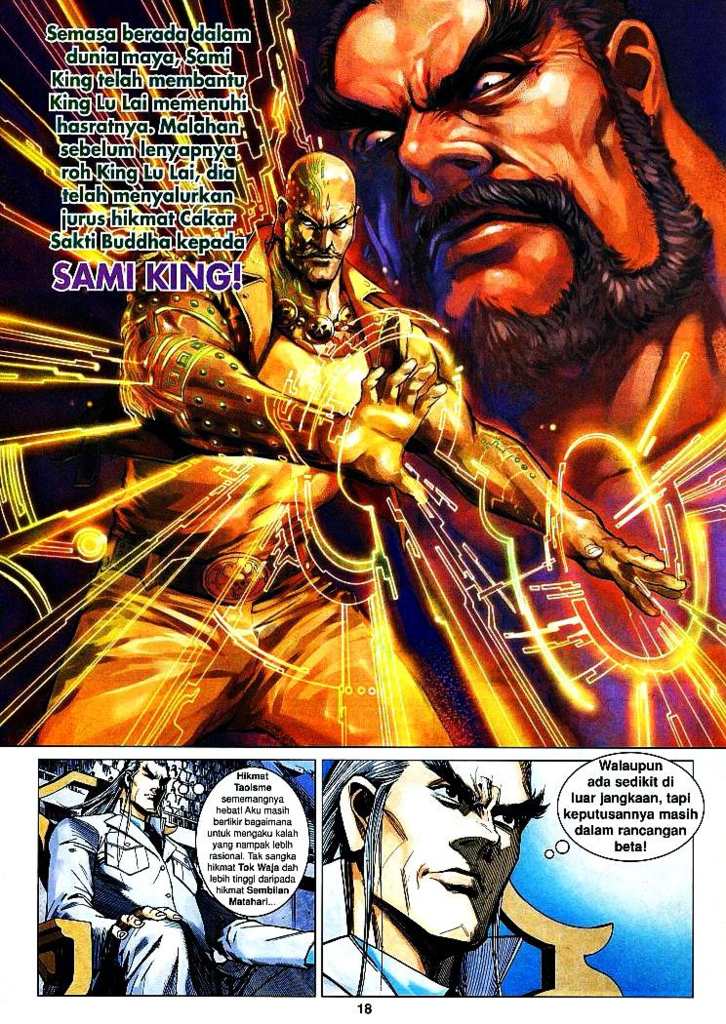 Semasa berada dalam
dunia maya, Sami
King telah membantu
King Lu Lai memenuhi
hasratnya. Malahan
sebelum lenyapnya
roh King Lu Lai, dia
telah menyalurkan
jurus hikmat Cakar
Sakti Buddha kepada
SAMI KING!
Hikmat
Taoisme
sememangnya
hebat! Aku masih
berfikir bagaimana
untuk mengaku kalah
yang nampak lebih
rasional. Tak sangka
hikmat Tok Waja dah
lebih tinggi daripada
hikmat Sembilan
Matahari...
Walaupun
ada sedikit di
luar jangkaan, tapi
keputusannya masih
dalam rancangan
beta!
18